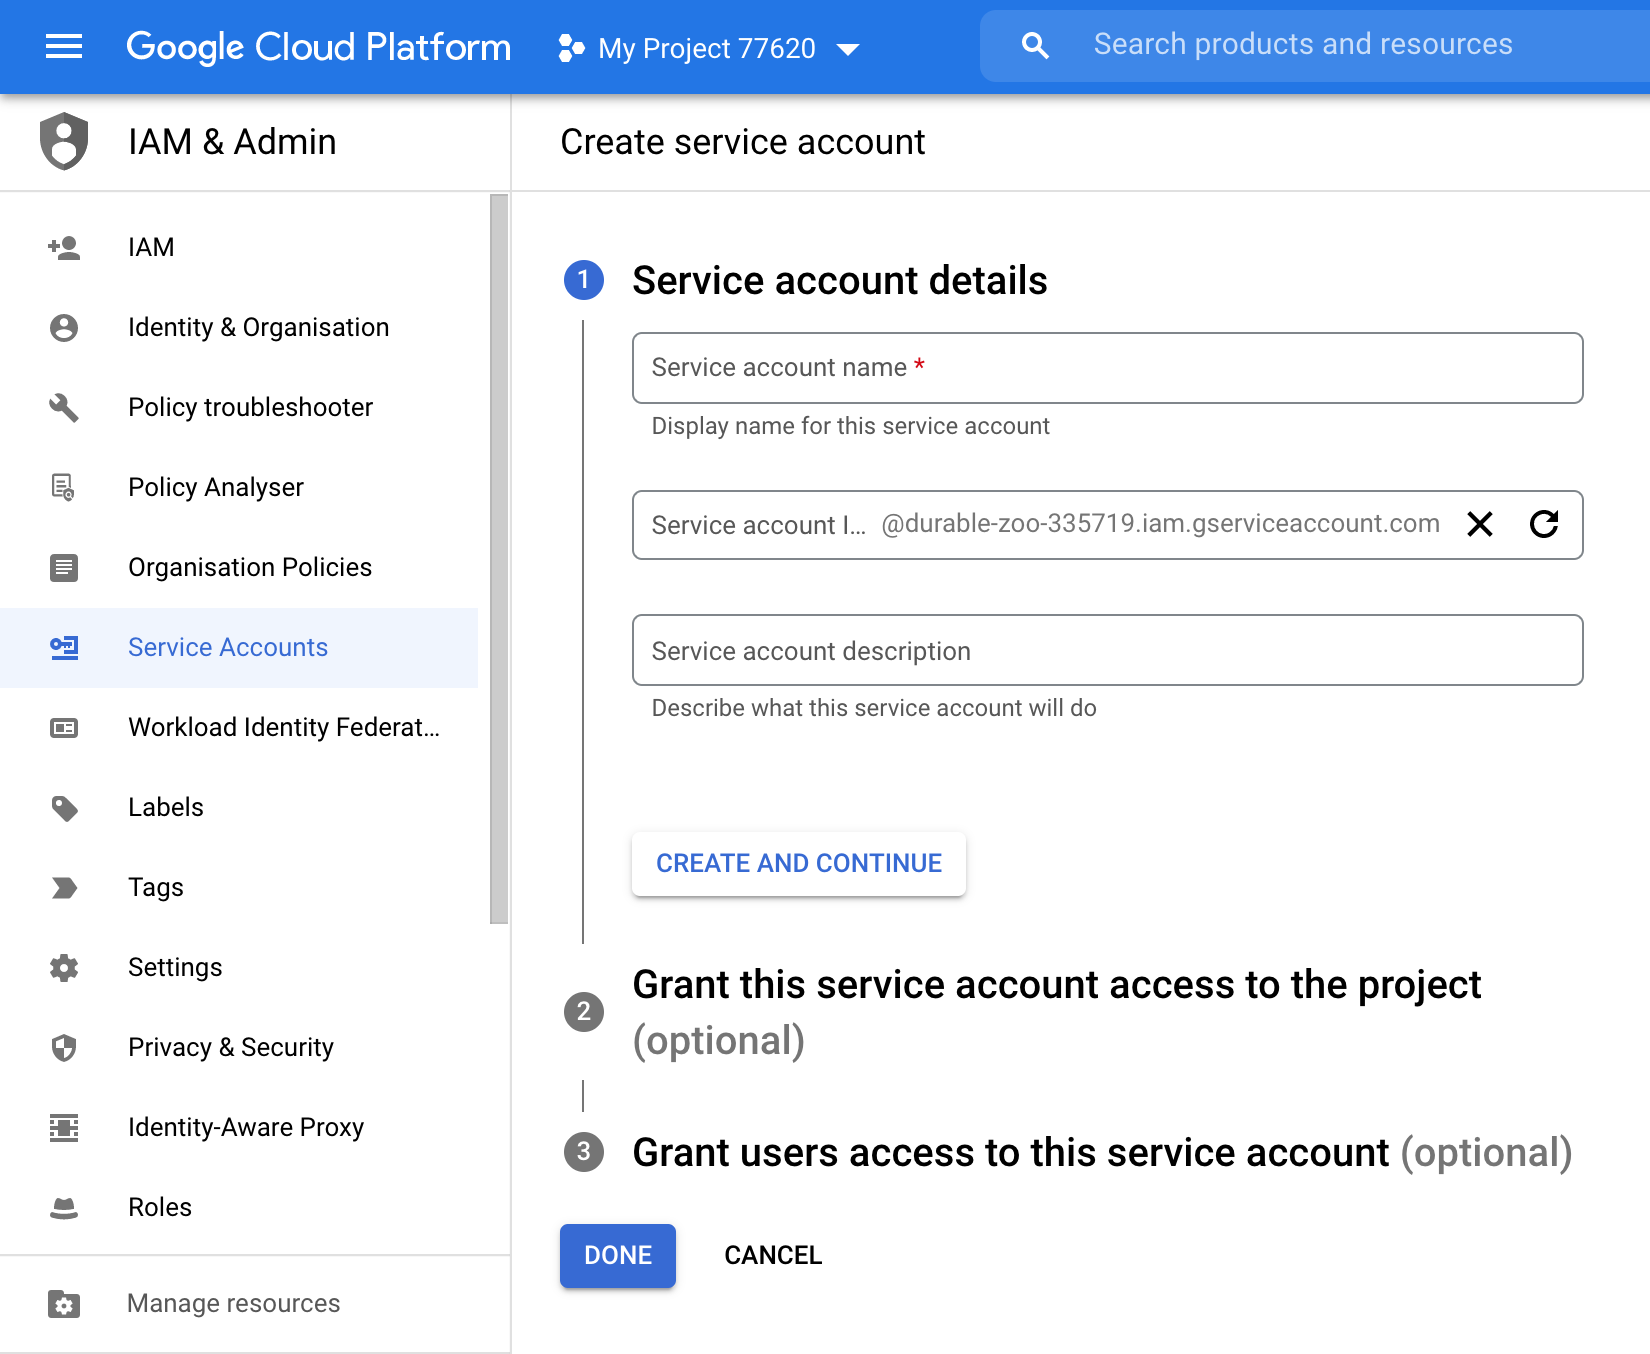 Google Cloud Platform
My Project 77620
Search products and resources
IAM & Admin
Create service account
IAM
Identity & Organisation
Policy troubleshooter
Policy Analyser
Organisation Policies
Service Accounts
Workload Identity Federat...
Labels
Tags
Settings
Privacy & Security
Identity-Aware Proxy
Roles
Manage resources
1 Service account details
Service account name *
Display name for this service account
Service account I... @durable-zoo-335719.iam.gserviceaccount.com
Service account description
Describe what this service account will do
CREATE AND CONTINUE
2 Grant this service account access to the project
(optional)
3 Grant users access to this service account (optional)
DONE CANCEL